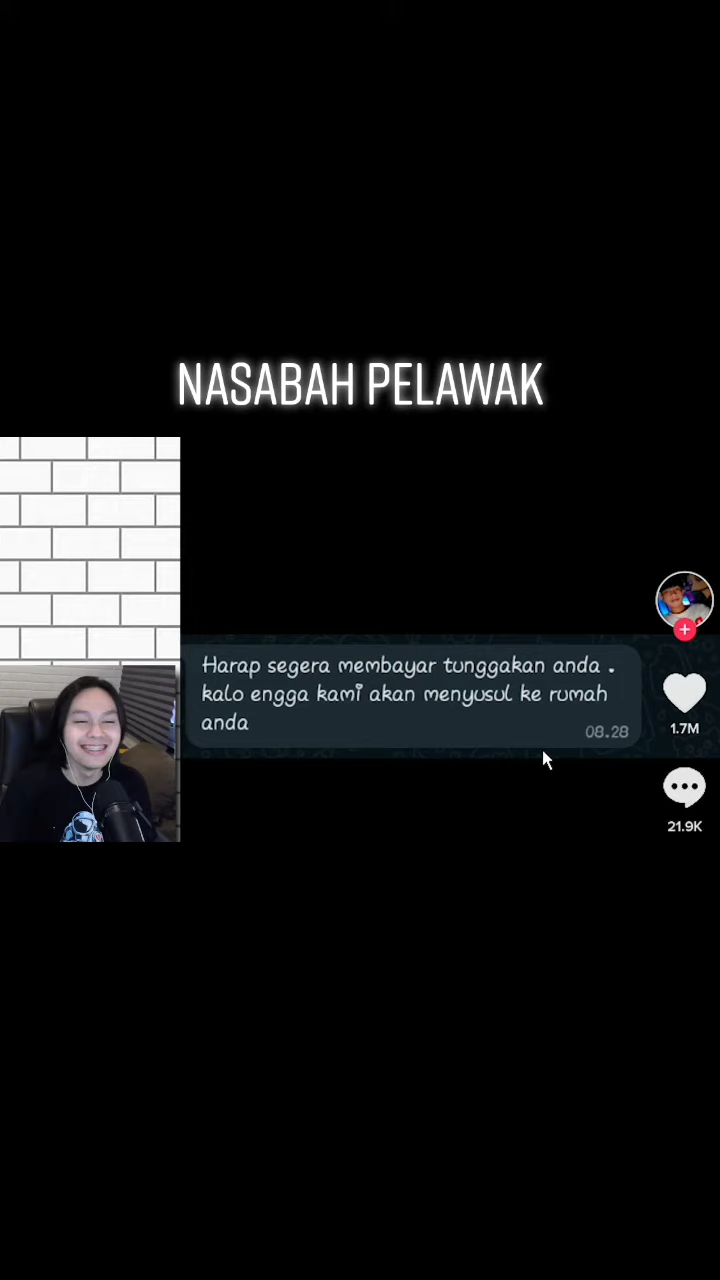 NASABAH PELAWAK
Harap segera membayar tunggakan anda .
kalo engga kami akan menyusul ke rumah
anda
08.28
1.7M
21.9K